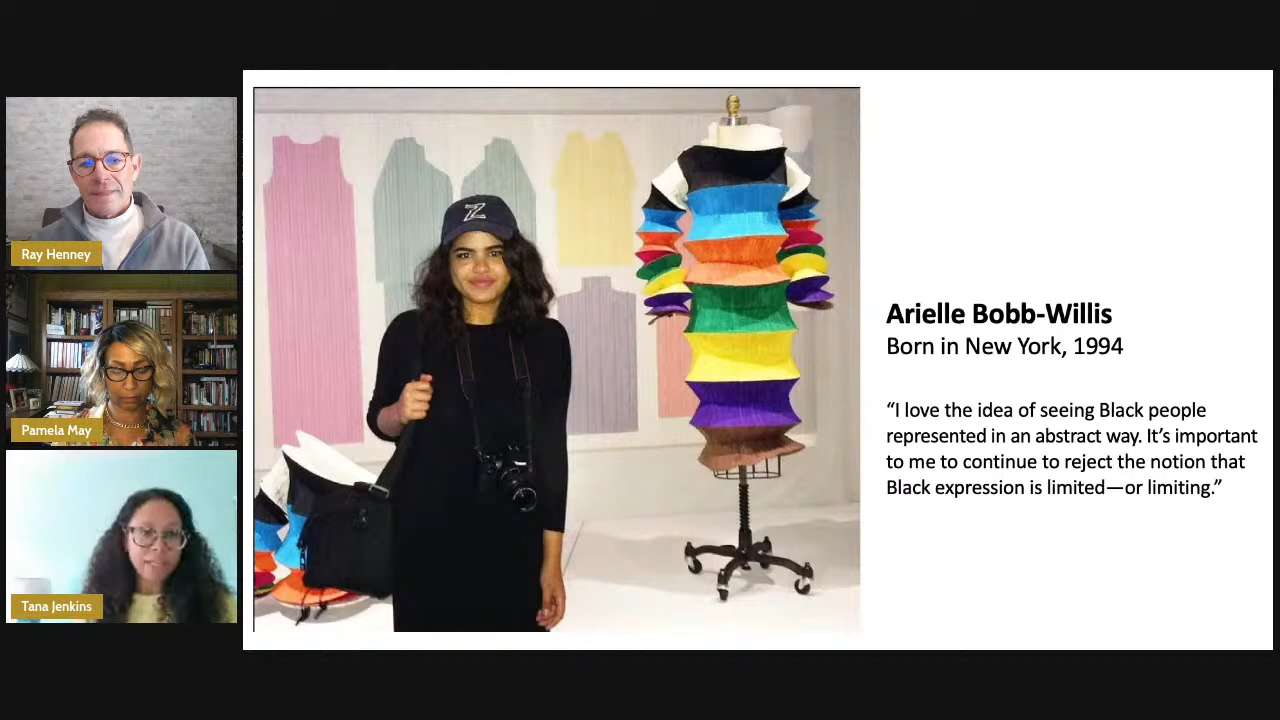 Ray Henney
Pamela May
Tana Jenkins
Z
Arielle Bobb-Willis
Born in New York, 1994
“I love the idea of seeing Black people
represented in an abstract way. It’s important
to me to continue to reject the notion that
Black expression is limited—or limiting.”